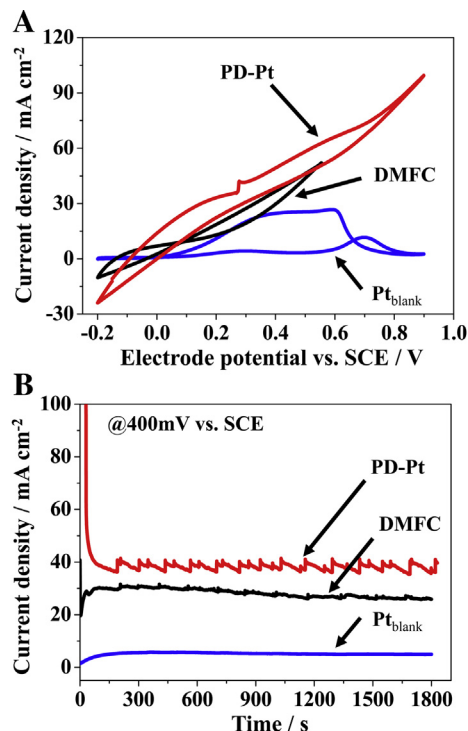 A
120
90
60
30
0
-30
Current density / mA cm⁻²
PD-Pt
DMFC
Pt_blank
-0.2 0.0 0.2 0.4 0.6 0.8 1.0
Electrode potential vs. SCE / V
B
100
80
60
40
20
0
Current density / mA cm⁻²
@400mV vs. SCE
PD-Pt
DMFC
Pt_blank
0 300 600 900 1200 1500 1800
Time / s